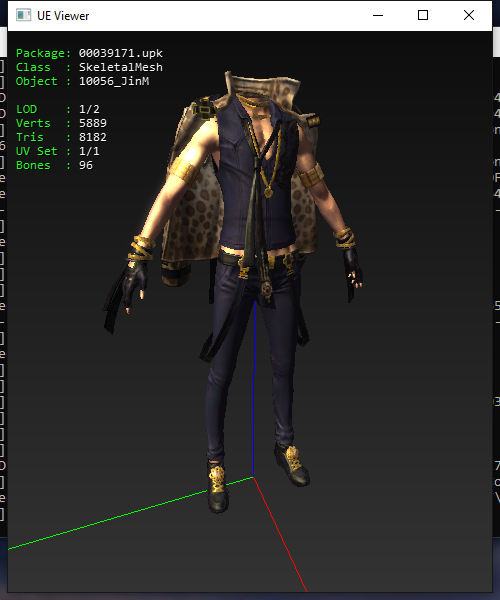 UE Viewer
Package: 00039171.upk
Class  : SkeletalMesh
Object : 10056_JinM
LOD    : 1/2
Verts  : 5889
Tris   : 8182
UV Set : 1/1
Bones  : 96